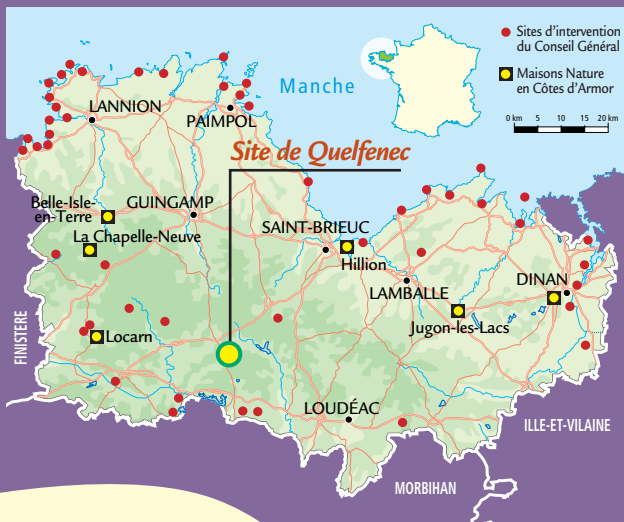 Sites d'intervention
du Conseil Général
Maisons Nature
en Côtes d'Armor
0 km 5 10 15 20 km
Manche
LANNION
PAIMPOL
Site de Quelfenec
Belle-Isle-
en-Terre
GUINGAMP
La Chapelle-Neuve
SAINT-BRIEUC
Hillion
LAMBALLE
DINAN
Jugon-les-Lacs
Locarn
FINISTERE
LOUDÉAC
ILLE-ET-VILAINE
MORBIHAN